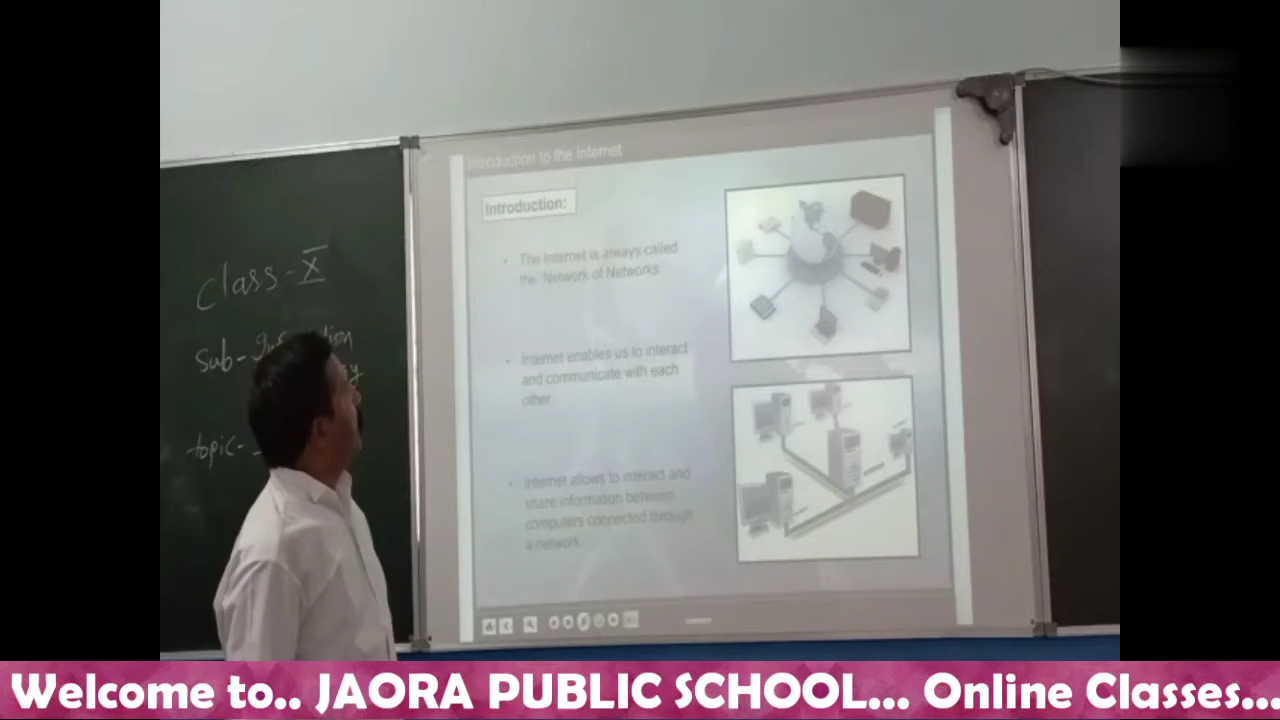 Introduction to the Internet
Introduction:
• The Internet is always called
the Network of Networks
• Internet enables us to interact
and communicate with each
other
• Internet allows to interact and
share information between
computers connected through
a network
Class - X
Sub -
topic -
Welcome to.. JAORA PUBLIC SCHOOL... Online Classes...